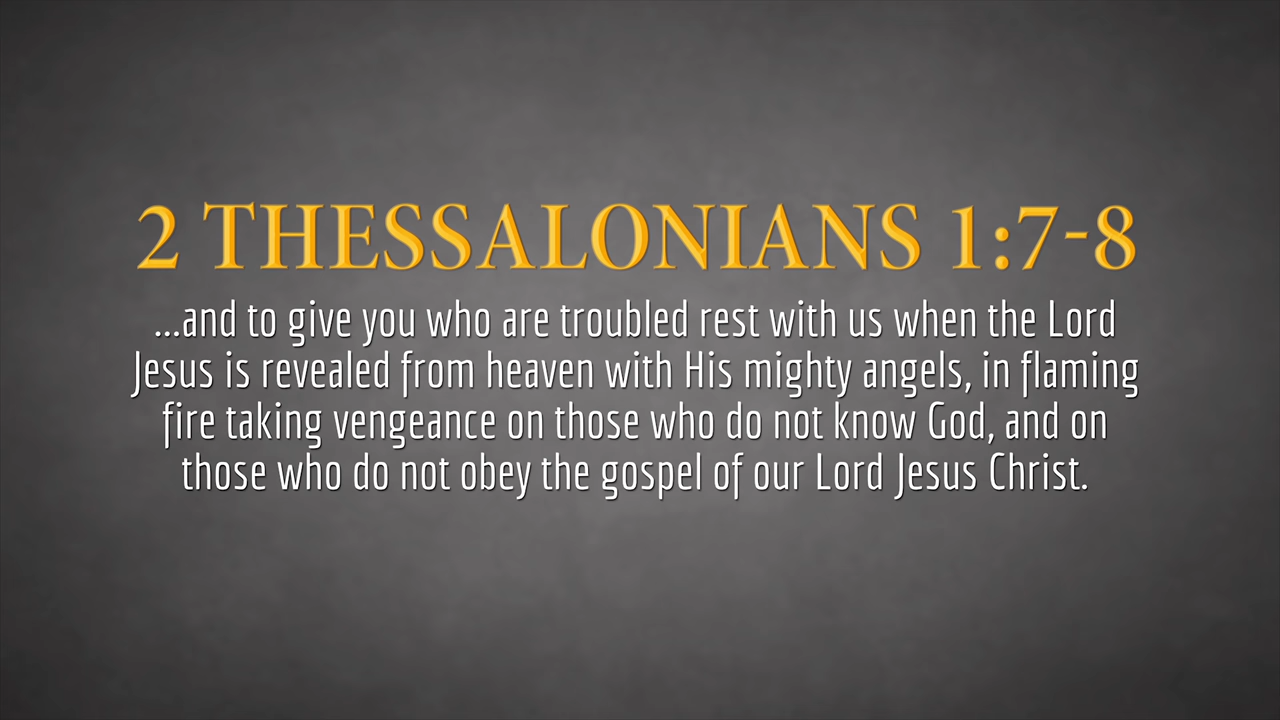 2 THESSALONIANS 1:7-8
...and to give you who are troubled rest with us when the Lord
Jesus is revealed from heaven with His mighty angels, in flaming
fire taking vengeance on those who do not know God, and on
those who do not obey the gospel of our Lord Jesus Christ.